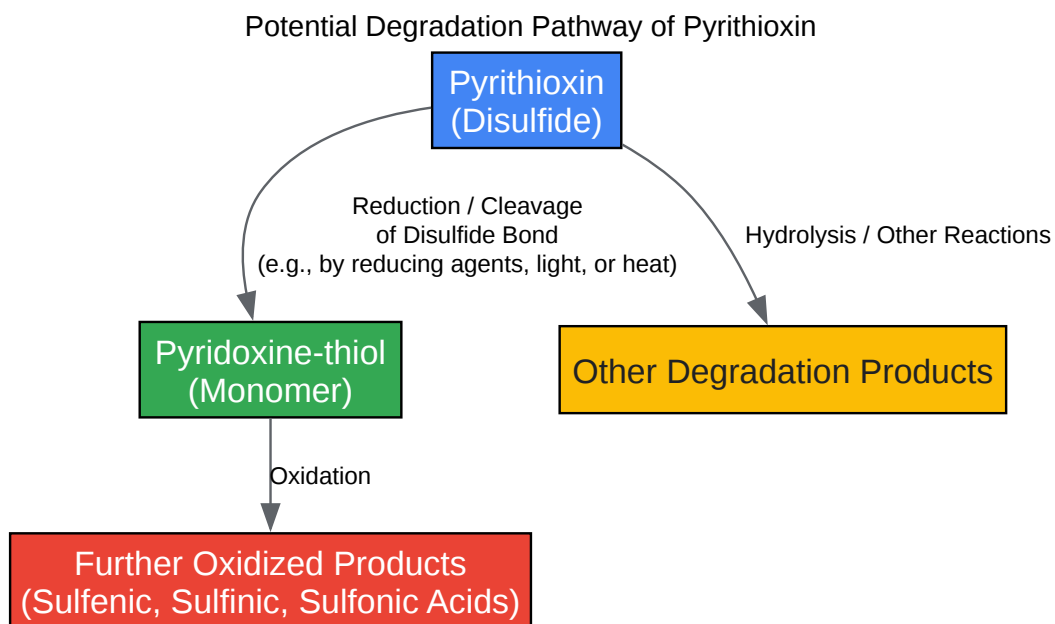 Potential Degradation Pathway of Pyrithioxin
Pyrithioxin
(Disulfide)
Reduction / Cleavage
of Disulfide Bond
(e.g., by reducing agents, light, or heat)
Hydrolysis / Other Reactions
Pyridoxine-thiol
(Monomer)
Other Degradation Products
Oxidation
Further Oxidized Products
(Sulfenic, Sulfinic, Sulfonic Acids)